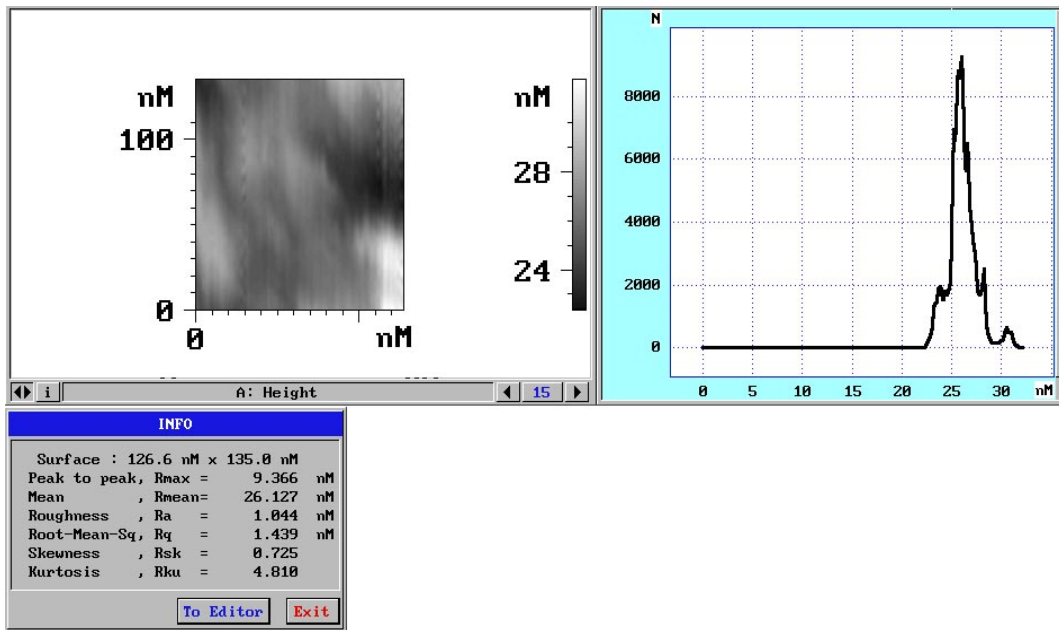 nM
100
0
0
nM
nM
28
24
i
A: Height
15
N
8000
6000
4000
2000
0
0 5 10 15 20 25 30 nM
INFO
Surface : 126.6 nM x 135.0 nM
Peak to peak, Rmax = 9.366 nM
Mean , Rmean= 26.127 nM
Roughness , Ra = 1.044 nM
Root-Mean-Sq, Rq = 1.439 nM
Skewness , Rsk = 0.725
Kurtosis , Rku = 4.810
To Editor Exit